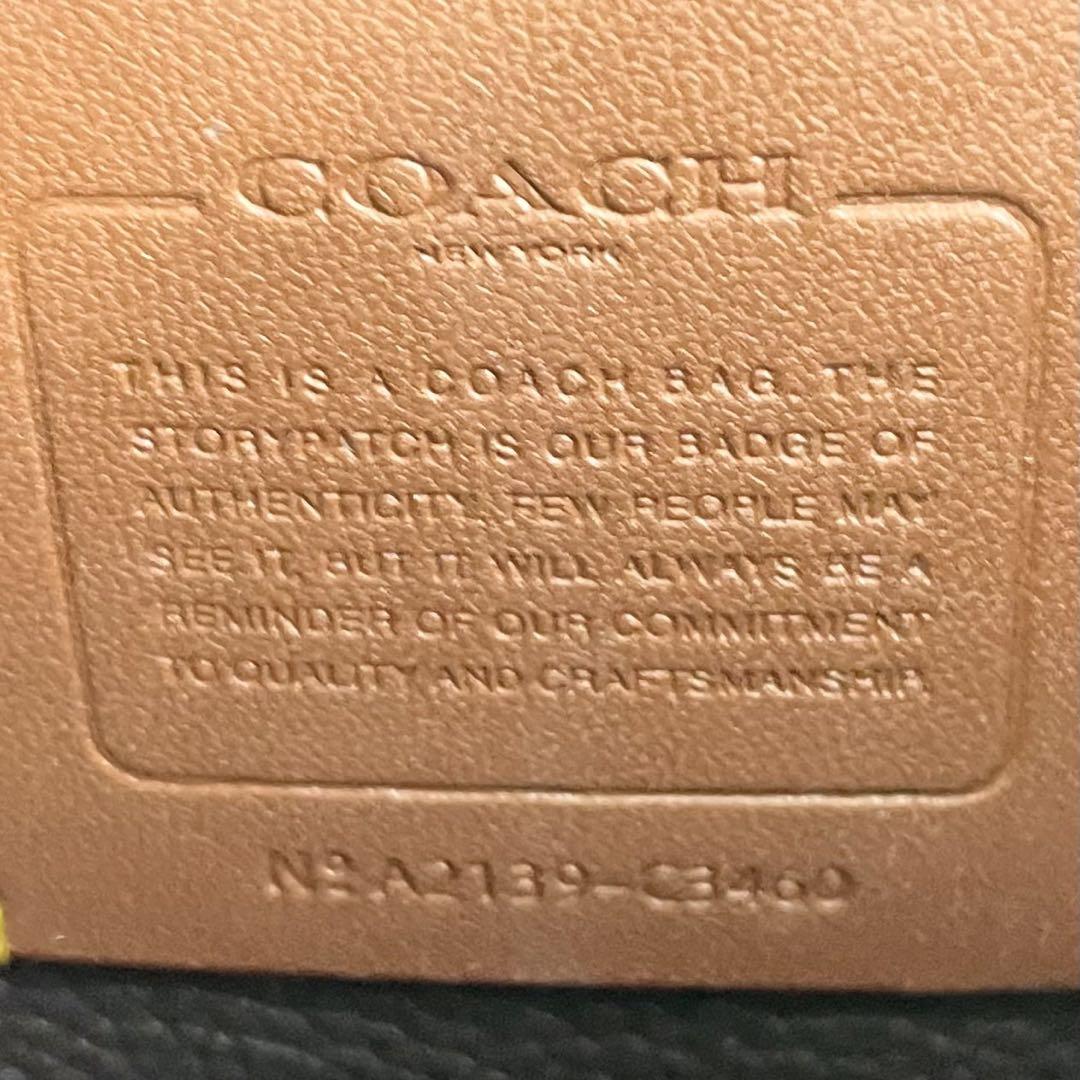 COACH
NEW YORK
THIS IS A COACH BAG. THE
STORYPATCH IS OUR BADGE OF
AUTHENTICITY. FEW PEOPLE MAY
SEE IT, BUT IT WILL ALWAYS BE A
REMINDER OF OUR COMMITMENT
TO QUALITY AND CRAFTSMANSHIP.
Nº A2139-C3460